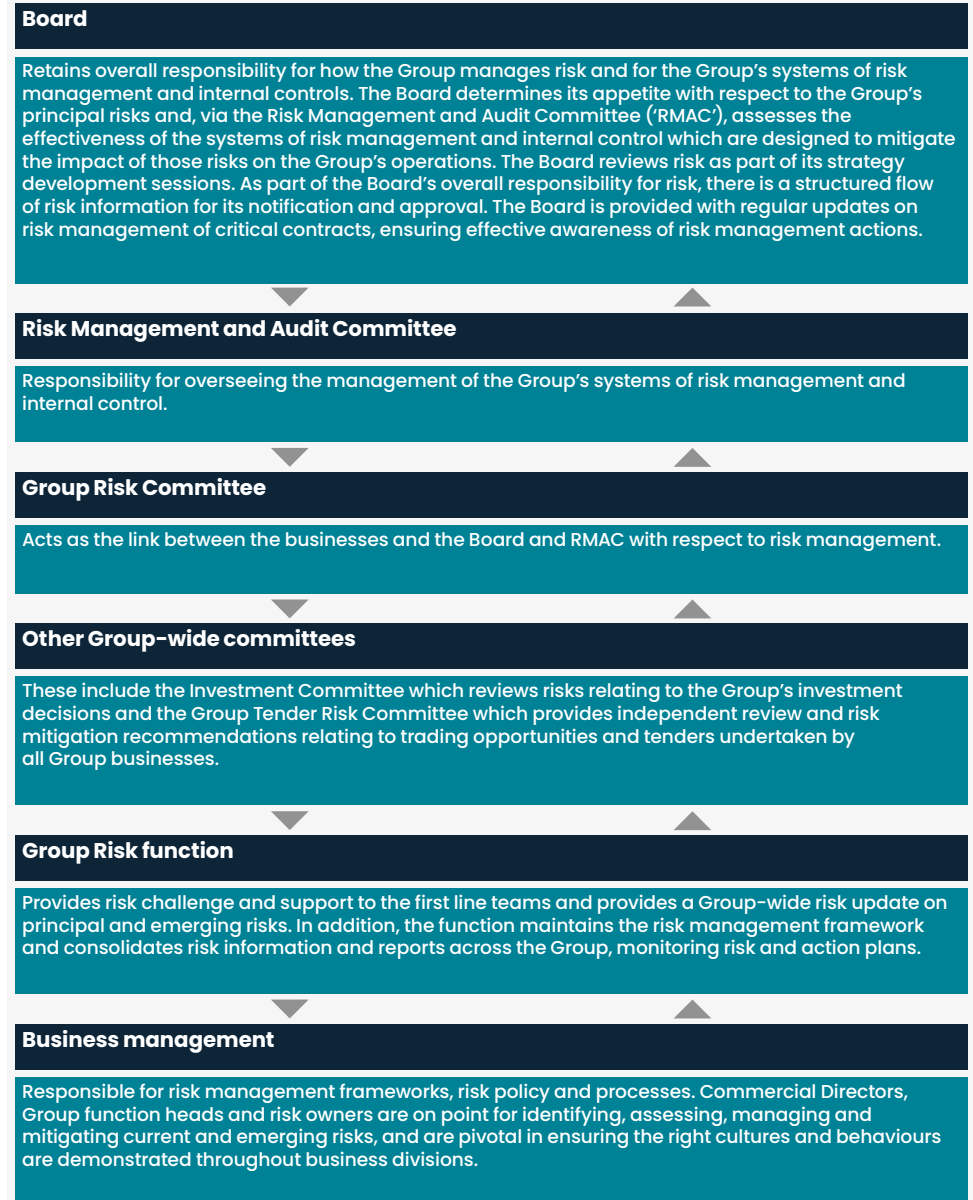 Board
Retains overall responsibility for how the Group manages risk and for the Group’s systems of risk
management and internal controls. The Board determines its appetite with respect to the Group’s
principal risks and, via the Risk Management and Audit Committee (‘RMAC’), assesses the
effectiveness of the systems of risk management and internal control which are designed to mitigate
the impact of those risks on the Group’s operations. The Board reviews risk as part of its strategy
development sessions. As part of the Board’s overall responsibility for risk, there is a structured flow
of risk information for its notification and approval. The Board is provided with regular updates on
risk management of critical contracts, ensuring effective awareness of risk management actions.
Risk Management and Audit Committee
Responsibility for overseeing the management of the Group’s systems of risk management and
internal control.
Group Risk Committee
Acts as the link between the businesses and the Board and RMAC with respect to risk management.
Other Group-wide committees
These include the Investment Committee which reviews risks relating to the Group’s investment
decisions and the Group Tender Risk Committee which provides independent review and risk
mitigation recommendations relating to trading opportunities and tenders undertaken by
all Group businesses.
Group Risk function
Provides risk challenge and support to the first line teams and provides a Group-wide risk update on
principal and emerging risks. In addition, the function maintains the risk management framework
and consolidates risk information and reports across the Group, monitoring risk and action plans.
Business management
Responsible for risk management frameworks, risk policy and processes. Commercial Directors,
Group function heads and risk owners are on point for identifying, assessing, managing and
mitigating current and emerging risks, and are pivotal in ensuring the right cultures and behaviours
are demonstrated throughout business divisions.